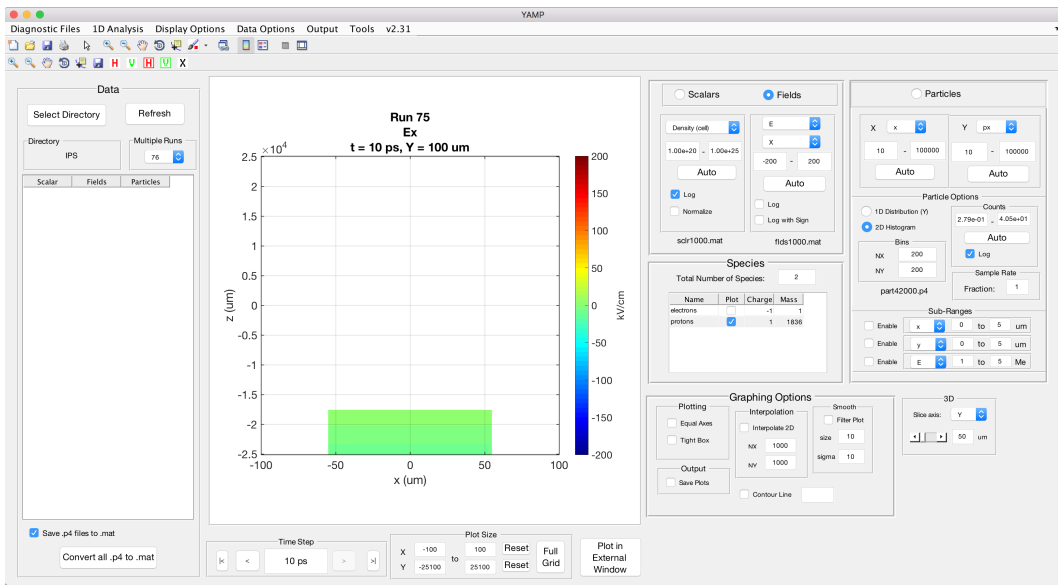 YAMP
Diagnostic Files 1D Analysis Display Options Data Options Output Tools v2.31
H V H V X
Data
Select Directory Refresh
Directory
IPS
Multiple Runs
76
Scalar Fields Particles
Save .p4 files to .mat
Convert all .p4 to .mat
Run 75
Ex
t = 10 ps, Y = 100 um
×10^4
2.5
2
1.5
1
0.5
0
-0.5
-1
-1.5
-2
-2.5
z (um)
-100 -50 0 50 100
x (um)
200
150
100
50
0
-50
-100
-150
-200
kV/cm
Time Step
|< < 10 ps > >|
Plot Size
X -100 to 100 Reset
Y -25100 25100 Reset
Full Grid
Plot in
External
Window
Scalars Fields
Density (cell)
1.00e+20 - 1.00e+25
Auto
Log
Normalize
sclr1000.mat
E
X
-200 - 200
Auto
Log
Log with Sign
flds1000.mat
Species
Total Number of Species: 2
Name Plot Charge Mass
electrons -1 1
protons 1 1836
Particles
X x Y px
10 - 100000 10 - 100000
Auto Auto
Particle Options
1D Distribution (Y)
2D Histogram
Bins
NX 200
NY 200
part42000.p4
Counts
2.79e-01 - 4.05e+01
Auto
Log
Sample Rate
Fraction: 1
Sub-Ranges
Enable x 0 to 5 um
Enable y 0 to 5 um
Enable E 1 to 5 Me
Graphing Options
Plotting
Equal Axes
Tight Box
Output
Save Plots
Interpolation
Interpolate 2D
NX 1000
NY 1000
Contour Line
Smooth
Filter Plot
size 10
sigma 10
3D
Slice axis: Y
50 um